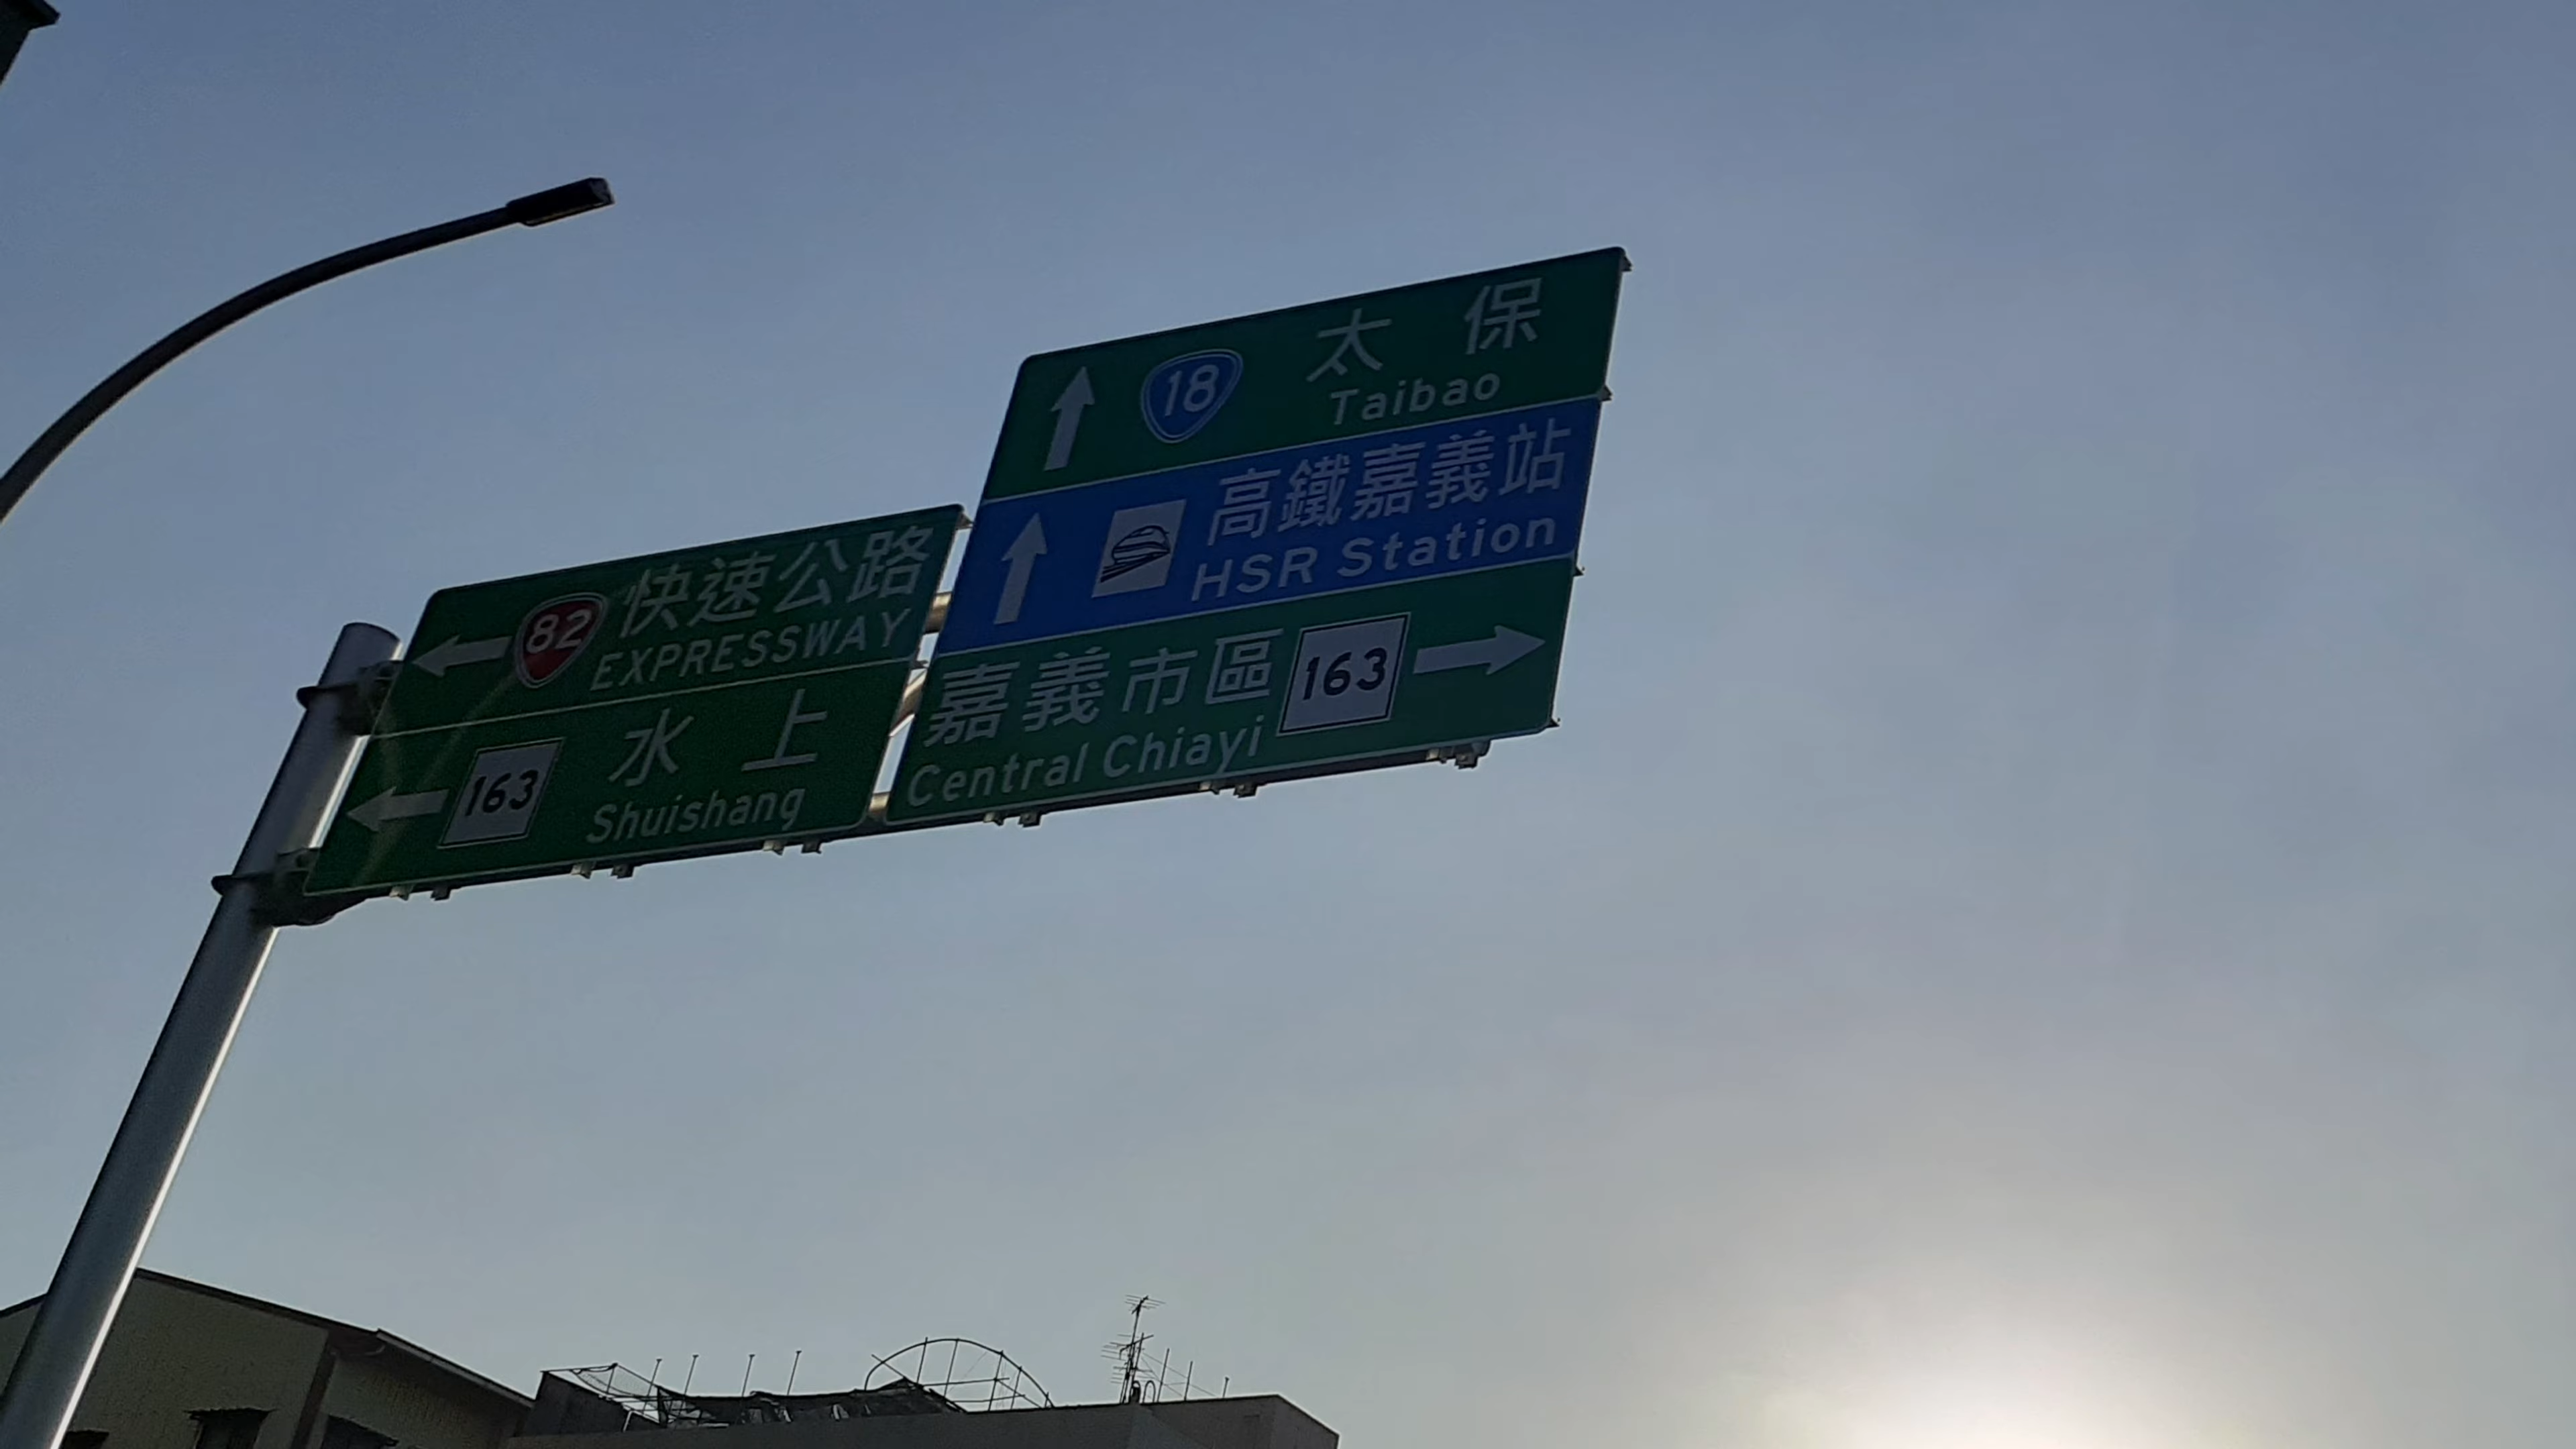 82 快速公路
EXPRESSWAY
163 水上
Shuishang
18 太保
Taibao
高鐵嘉義站
HSR Station
嘉義市區 163
Central Chiayi